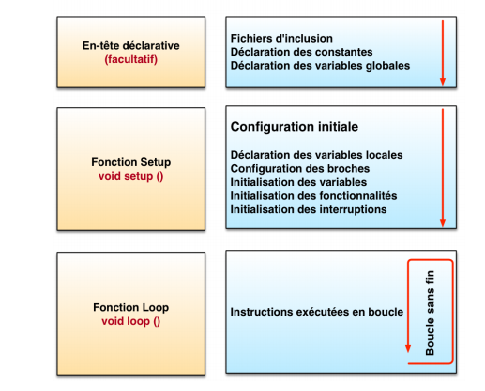 En-tête déclarative
(facultatif)
Fichiers d'inclusion
Déclaration des constantes
Déclaration des variables globales
Fonction Setup
void setup ()
Configuration initiale
Déclaration des variables locales
Configuration des broches
Initialisation des variables
Initialisation des fonctionnalités
Initialisation des interruptions
Fonction Loop
void loop ()
Instructions exécutées en boucle
Boucle sans fin